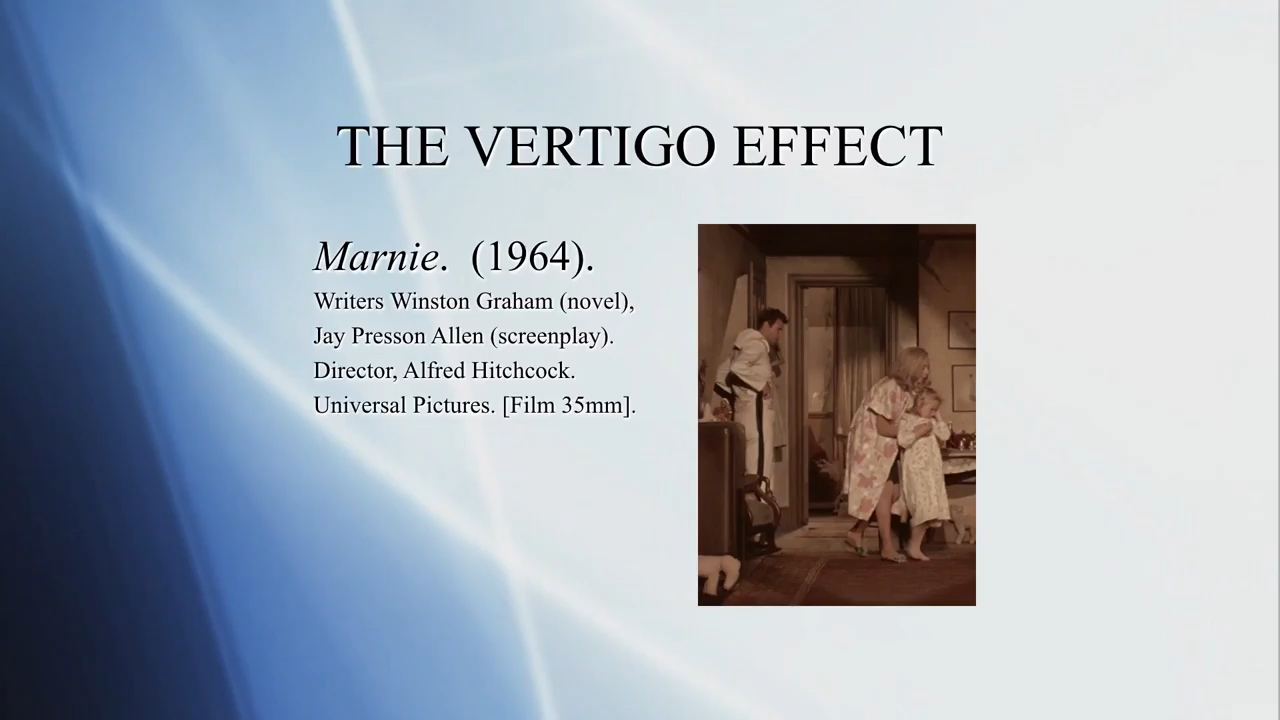 THE VERTIGO EFFECT
Marnie.  (1964).
Writers Winston Graham (novel),
Jay Presson Allen (screenplay).
Director, Alfred Hitchcock.
Universal Pictures. [Film 35mm].